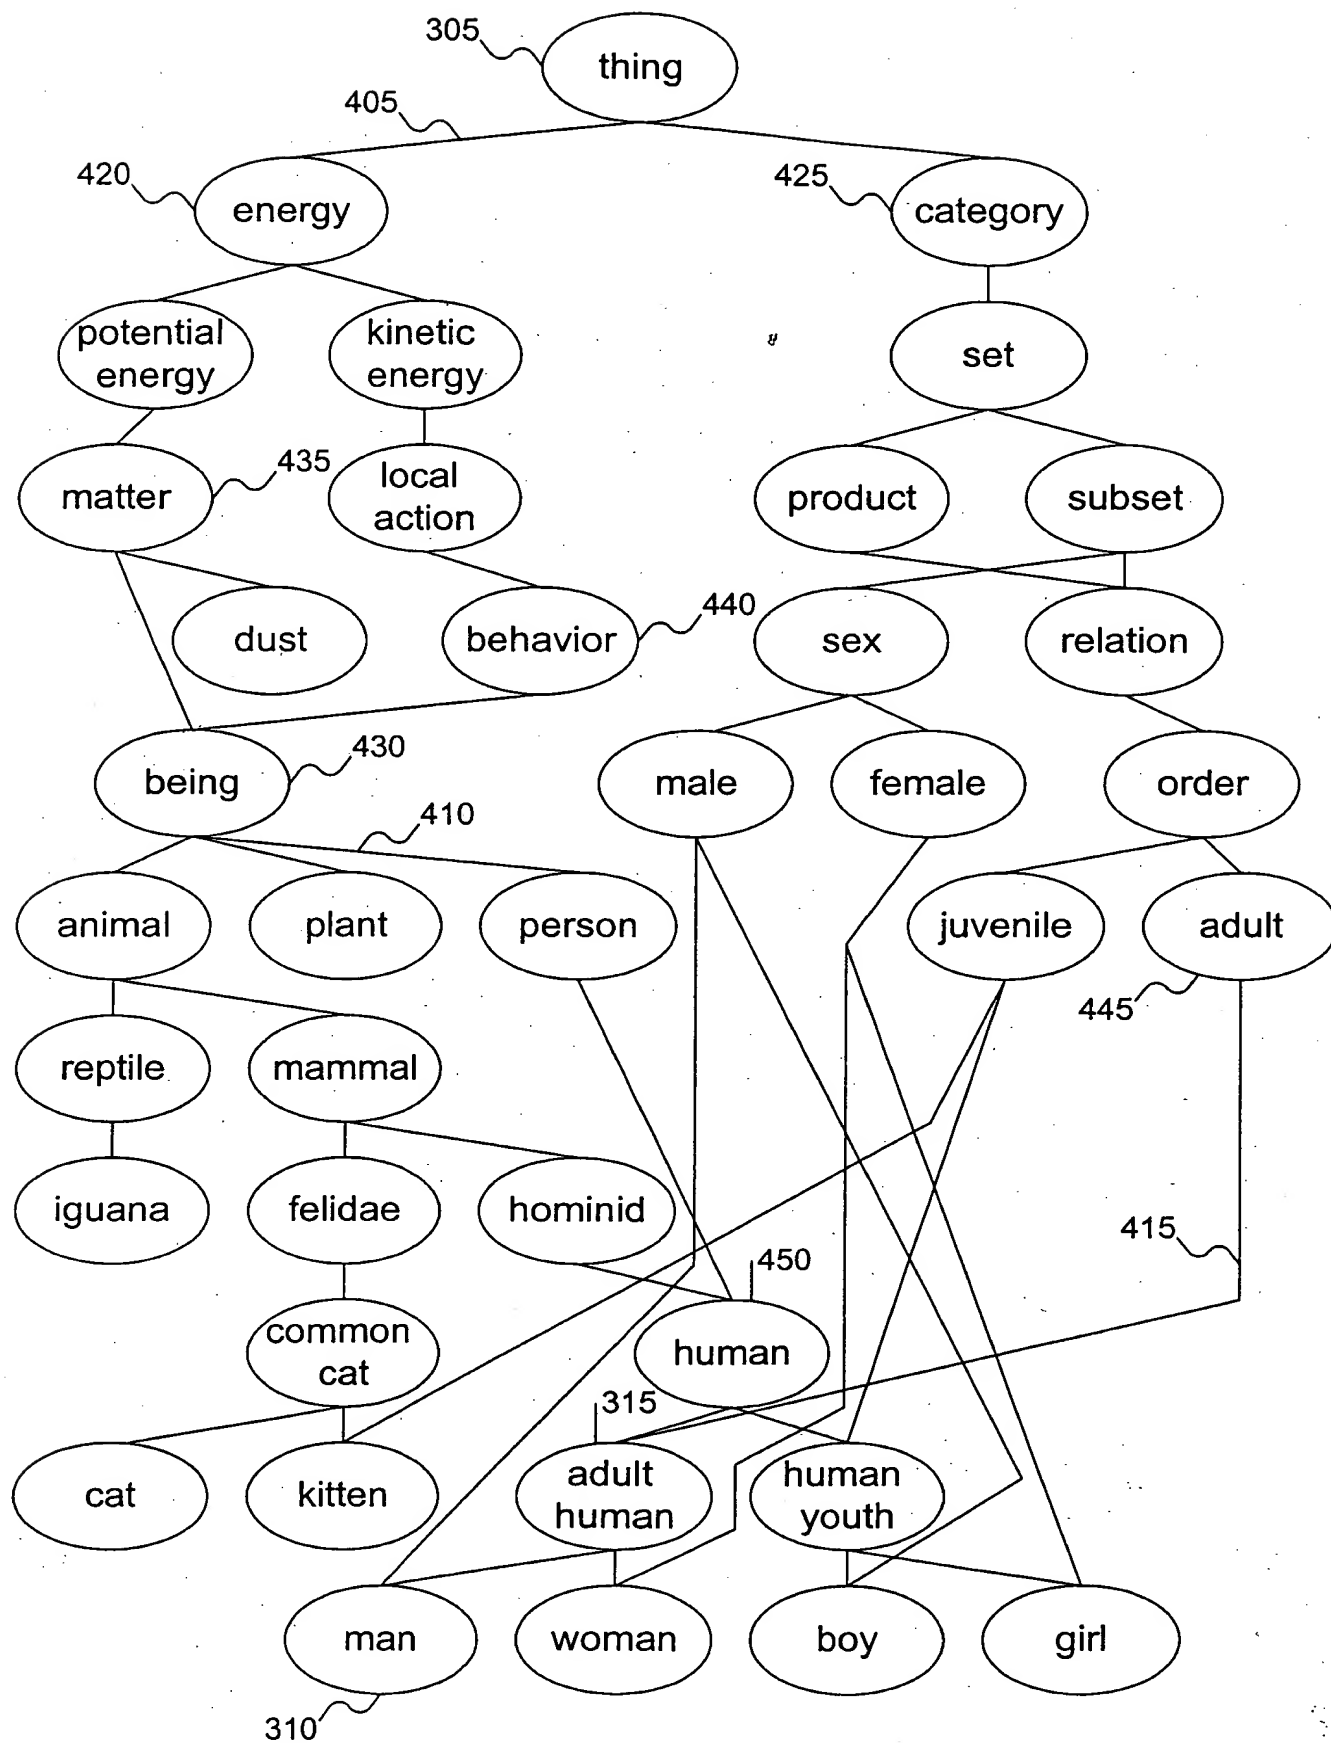 305
thing
405
420
energy
425
category
potential
energy
kinetic
energy
set
matter
435
local
action
product
subset
dust
behavior
440
sex
relation
being
430
male
female
order
410
animal
plant
person
juvenile
adult
445
reptile
mammal
iguana
felidae
hominid
415
450
common
cat
human
315
cat
kitten
adult
human
human
youth
man
woman
boy
girl
310